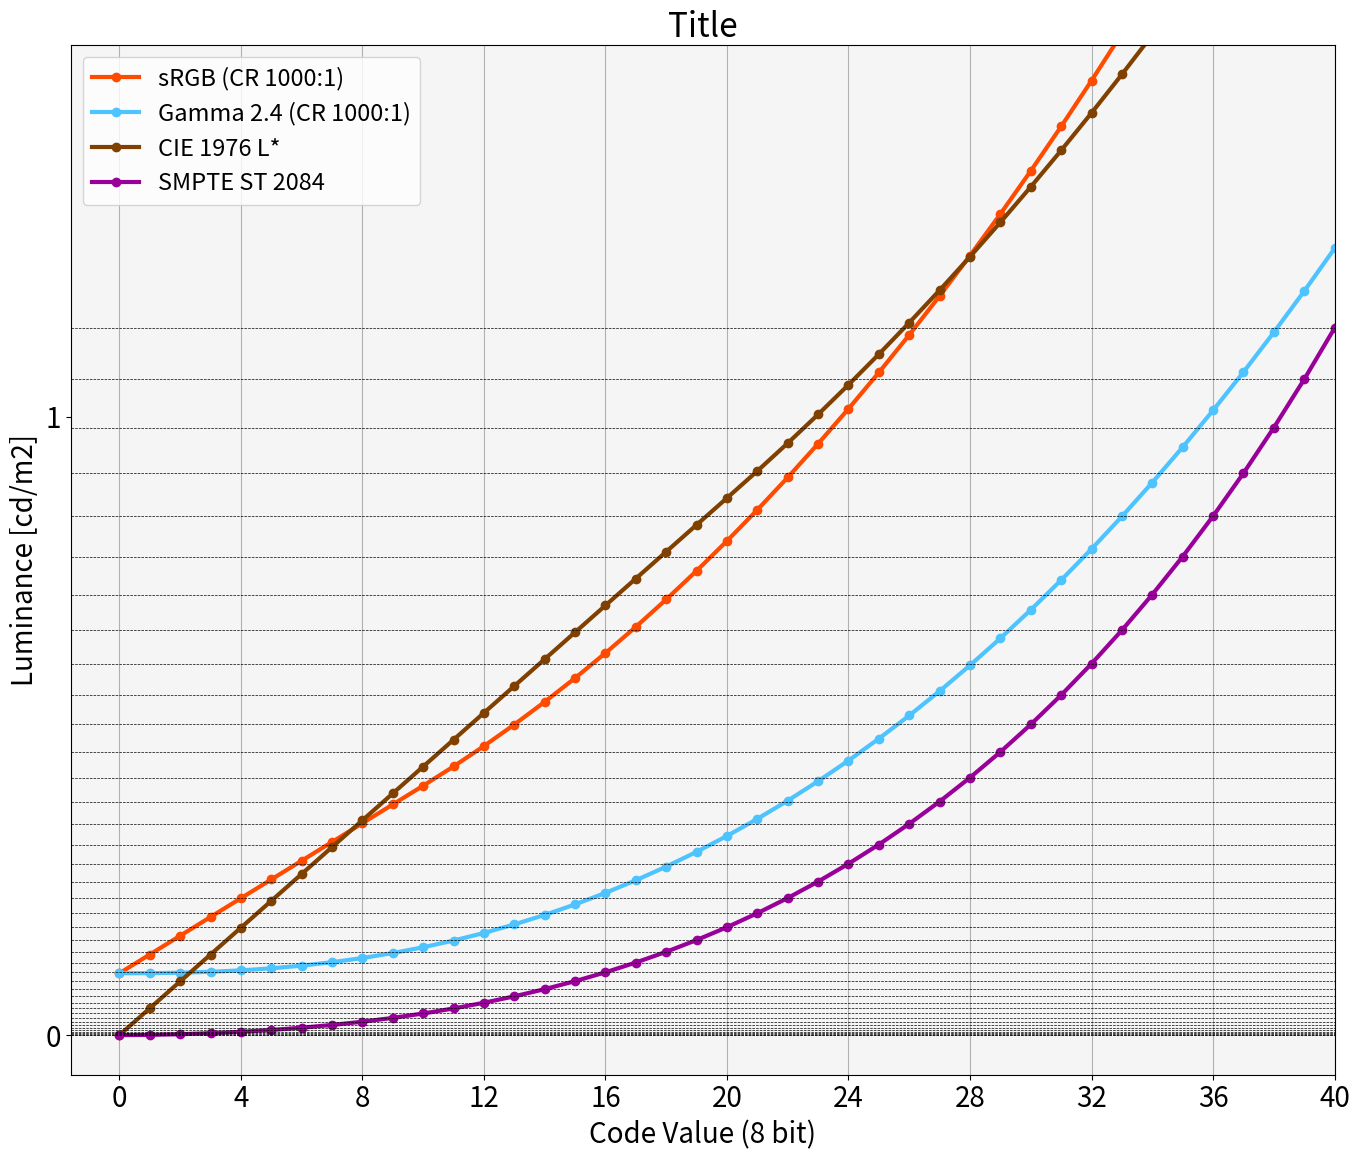 Title
sRGB (CR 1000:1)
Gamma 2.4 (CR 1000:1)
CIE 1976 L*
SMPTE ST 2084
Luminance [cd/m2]
1
0
0 4 8 12 16 20 24 28 32 36 40
Code Value (8 bit)